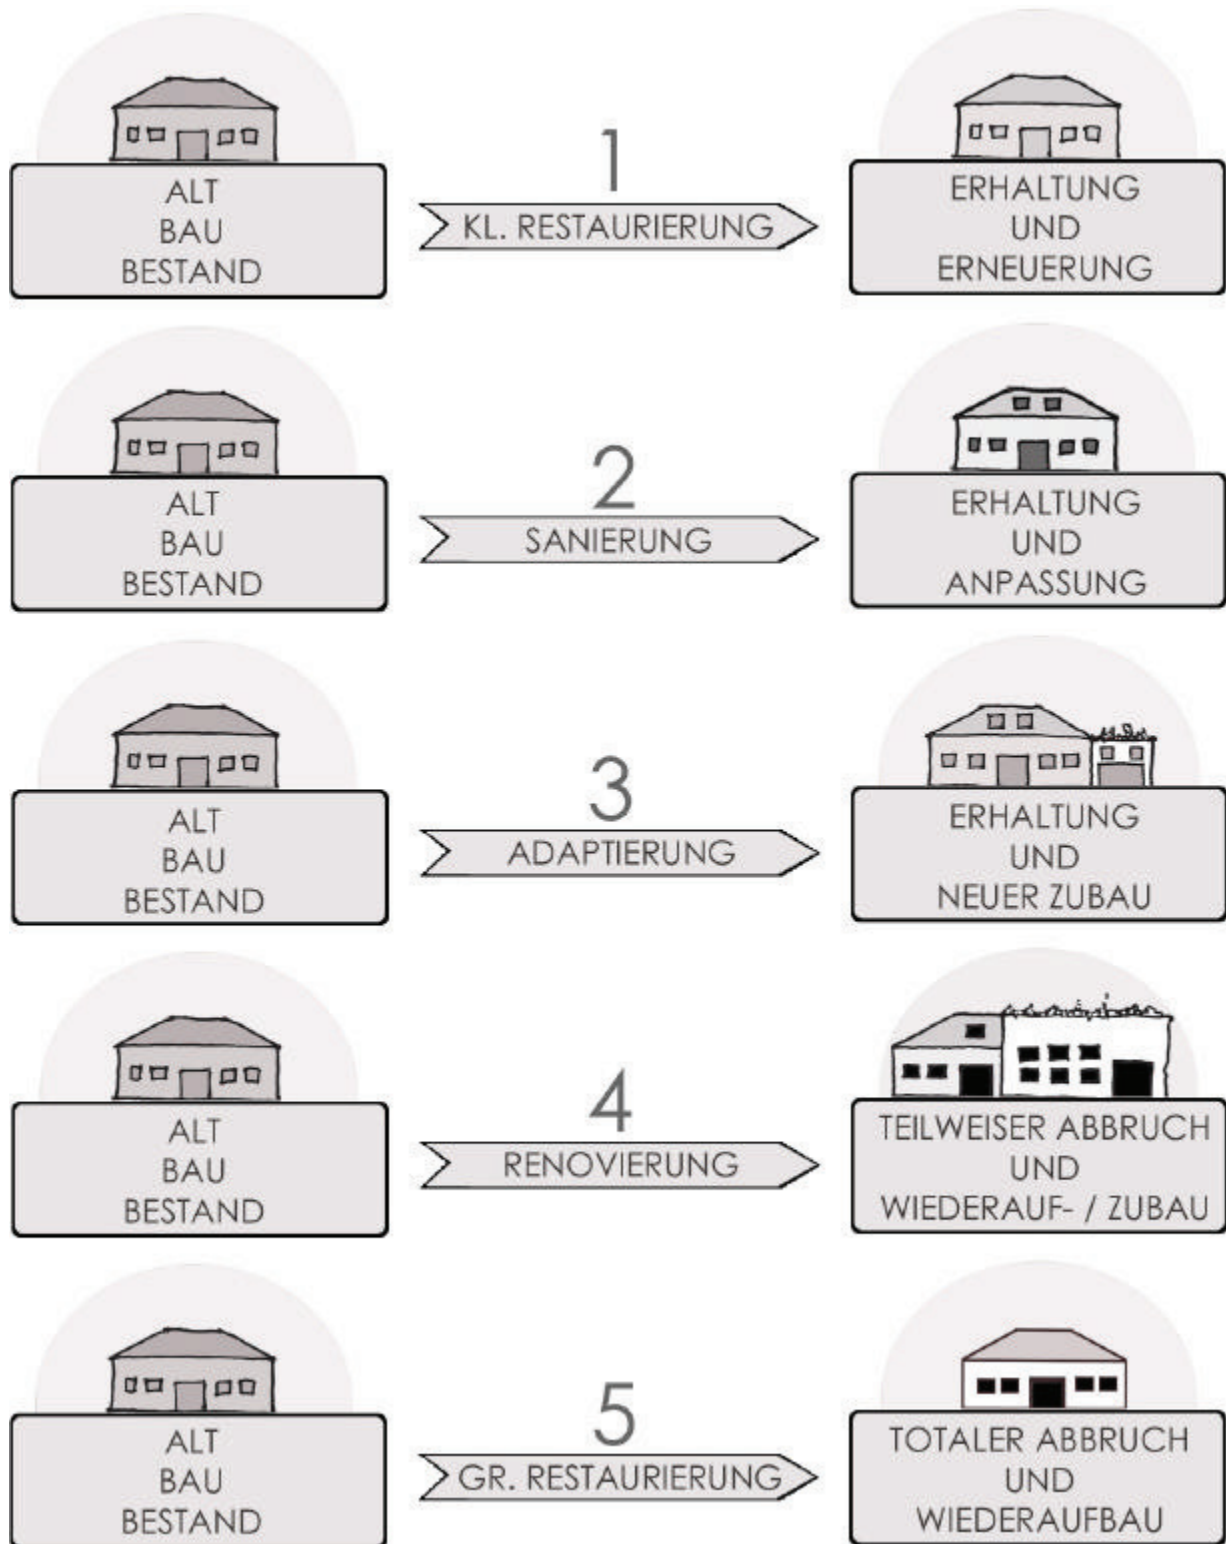 ALT
BAU
BESTAND
1
KL. RESTAURIERUNG
ERHALTUNG
UND
ERNEUERUNG
ALT
BAU
BESTAND
2
SANIERUNG
ERHALTUNG
UND
ANPASSUNG
ALT
BAU
BESTAND
3
ADAPTIERUNG
ERHALTUNG
UND
NEUER ZUBAU
ALT
BAU
BESTAND
4
RENOVIERUNG
TEILWEISER ABBRUCH
UND
WIEDERAUF- / ZUBAU
ALT
BAU
BESTAND
5
GR. RESTAURIERUNG
TOTALER ABBRUCH
UND
WIEDERAUFBAU